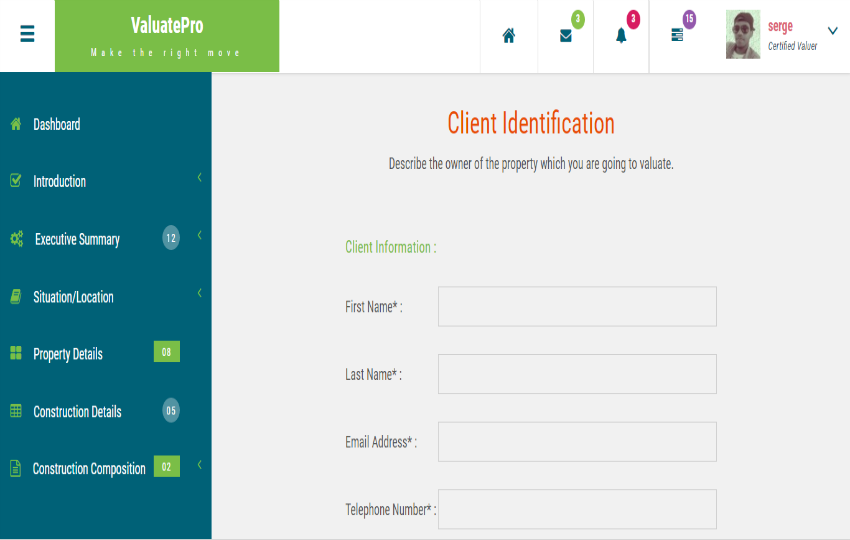 ValuatePro
Make the right move
3
3
15
serge
Certified Valuer
Dashboard
Introduction
Executive Summary 12
Situation/Location
Property Details 08
Construction Details 05
Construction Composition 02
Client Identification
Describe the owner of the property which you are going to valuate.
Client Information :
First Name* :
Last Name* :
Email Address* :
Telephone Number* :